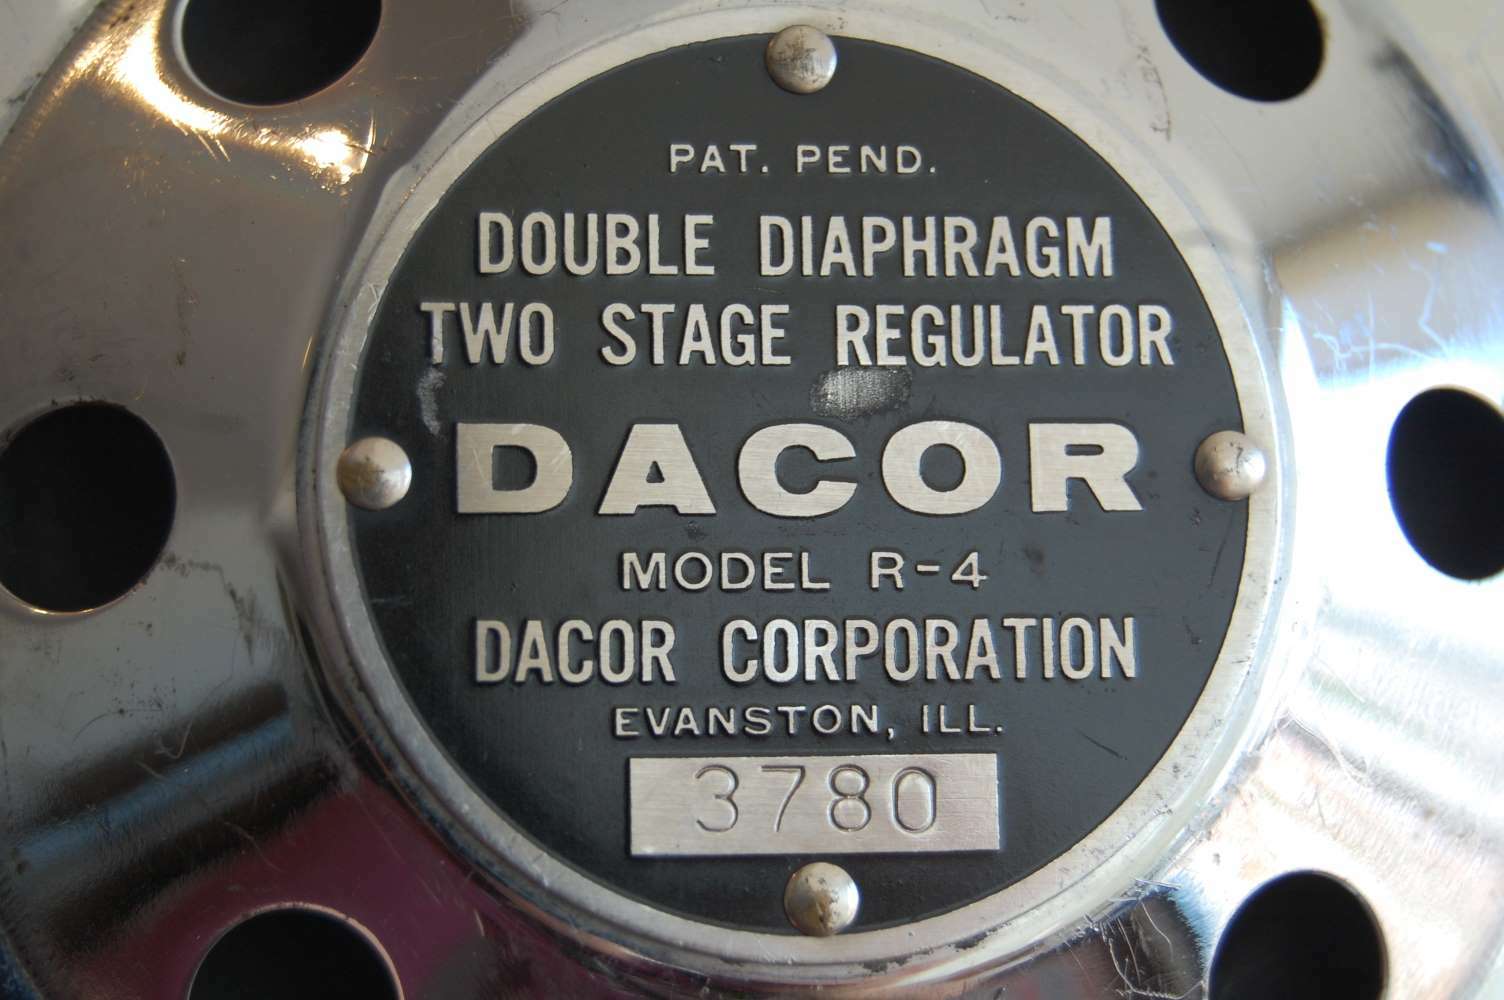 PAT. PEND.
DOUBLE DIAPHRAGM
TWO STAGE REGULATOR
DACOR
MODEL R-4
DACOR CORPORATION
EVANSTON, ILL.
3780